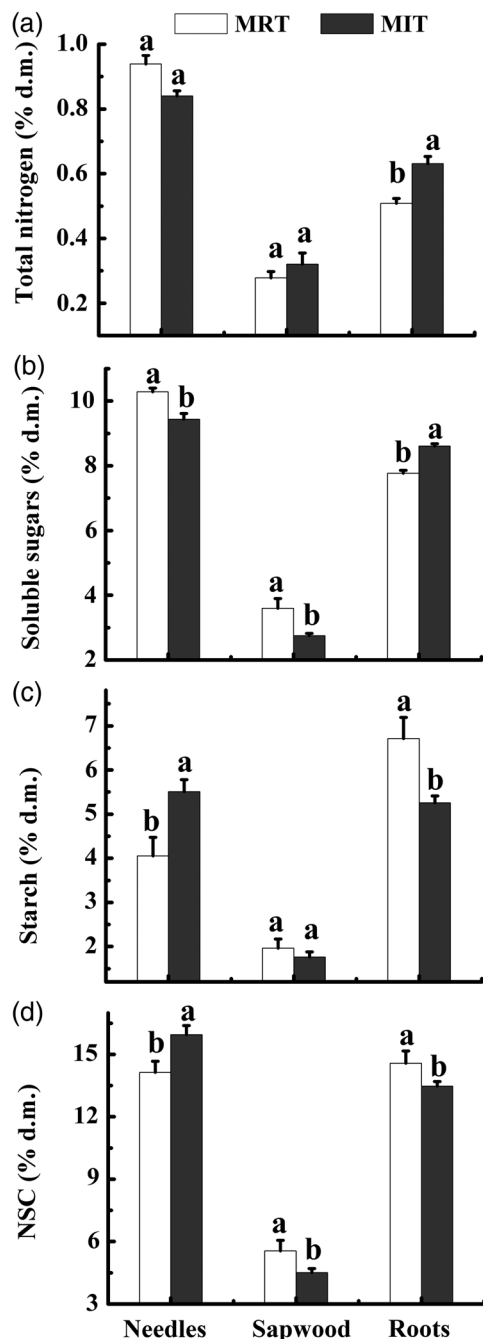 (a)
MRT MIT
Total nitrogen (% d.m.)
1.0
0.8
0.6
0.4
0.2
a a
a a
b a
(b)
Soluble sugars (% d.m.)
10
8
6
4
2
a b
a b
b a
(c)
Starch (% d.m.)
7
6
5
4
3
2
b a
a a
a b
(d)
NSC (% d.m.)
15
12
9
6
3
b a
a b
a b
Needles Sapwood Roots